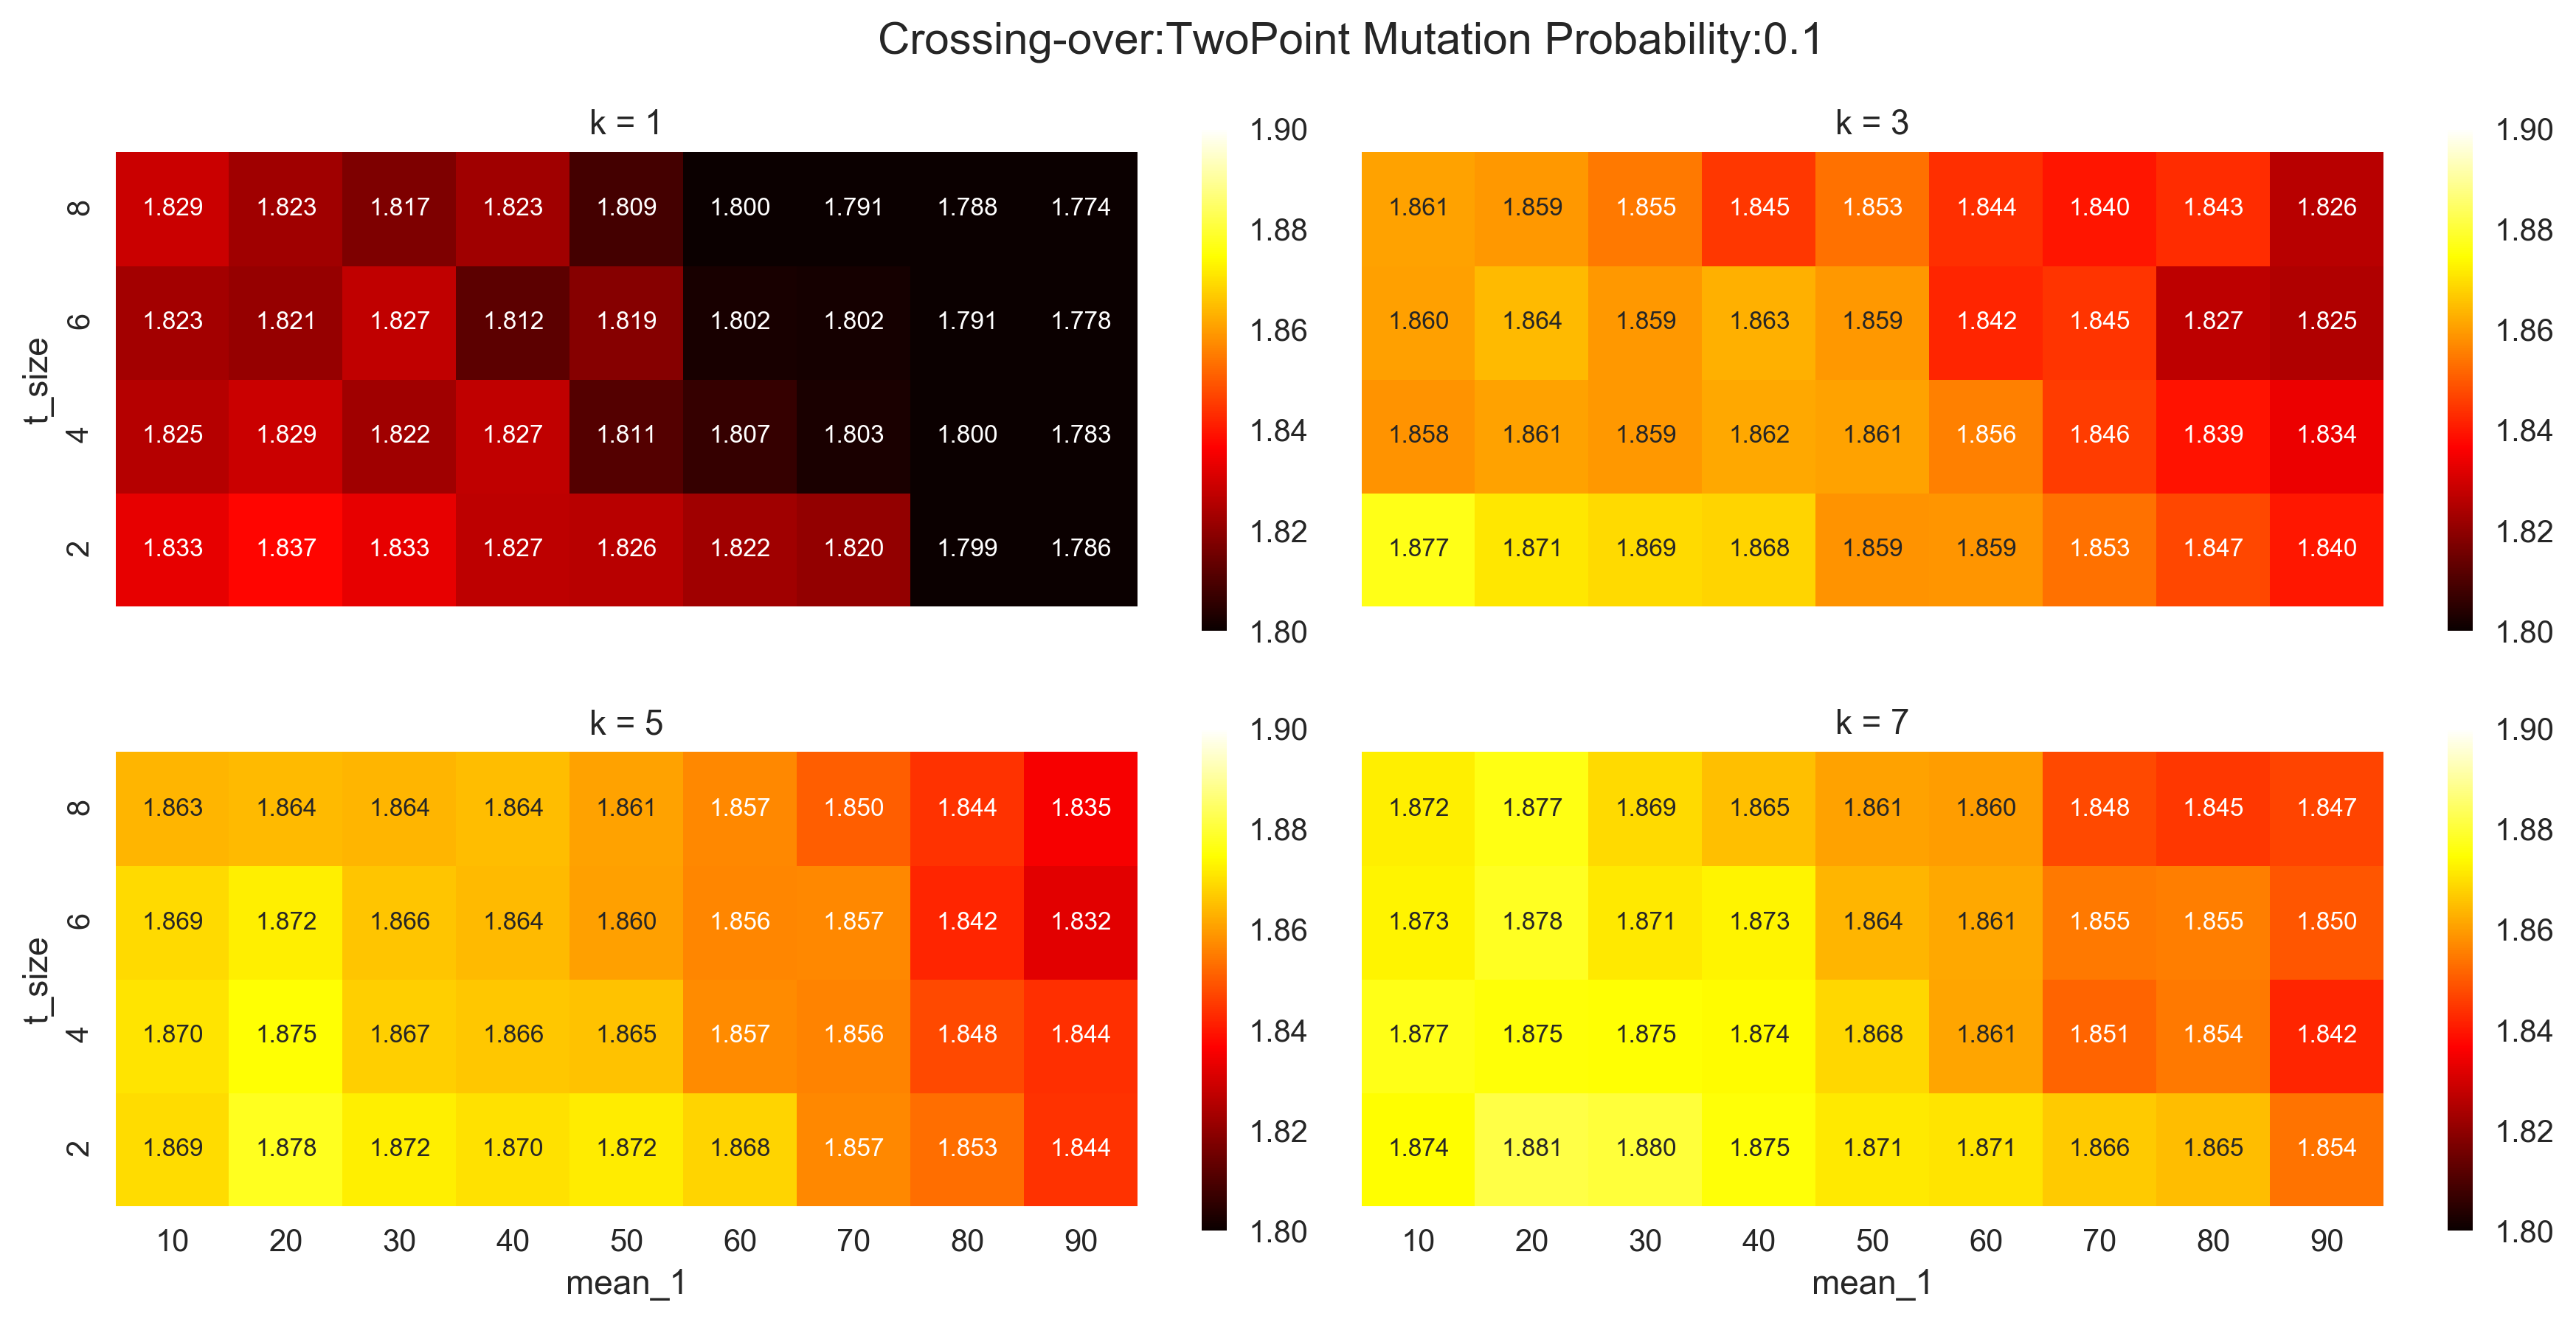 Crossing-over:TwoPoint Mutation Probability:0.1
k = 1
t_size
8 1.829 1.823 1.817 1.823 1.809 1.800 1.791 1.788 1.774
6 1.823 1.821 1.827 1.812 1.819 1.802 1.802 1.791 1.778
4 1.825 1.829 1.822 1.827 1.811 1.807 1.803 1.800 1.783
2 1.833 1.837 1.833 1.827 1.826 1.822 1.820 1.799 1.786
1.90
1.88
1.86
1.84
1.82
1.80
k = 3
1.861 1.859 1.855 1.845 1.853 1.844 1.840 1.843 1.826
1.860 1.864 1.859 1.863 1.859 1.842 1.845 1.827 1.825
1.858 1.861 1.859 1.862 1.861 1.856 1.846 1.839 1.834
1.877 1.871 1.869 1.868 1.859 1.859 1.853 1.847 1.840
1.90
1.88
1.86
1.84
1.82
1.80
k = 5
t_size
8 1.863 1.864 1.864 1.864 1.861 1.857 1.850 1.844 1.835
6 1.869 1.872 1.866 1.864 1.860 1.856 1.857 1.842 1.832
4 1.870 1.875 1.867 1.866 1.865 1.857 1.856 1.848 1.844
2 1.869 1.878 1.872 1.870 1.872 1.868 1.857 1.853 1.844
10 20 30 40 50 60 70 80 90
mean_1
1.90
1.88
1.86
1.84
1.82
1.80
k = 7
1.872 1.877 1.869 1.865 1.861 1.860 1.848 1.845 1.847
1.873 1.878 1.871 1.873 1.864 1.861 1.855 1.855 1.850
1.877 1.875 1.875 1.874 1.868 1.861 1.851 1.854 1.842
1.874 1.881 1.880 1.875 1.871 1.871 1.866 1.865 1.854
10 20 30 40 50 60 70 80 90
mean_1
1.90
1.88
1.86
1.84
1.82
1.80